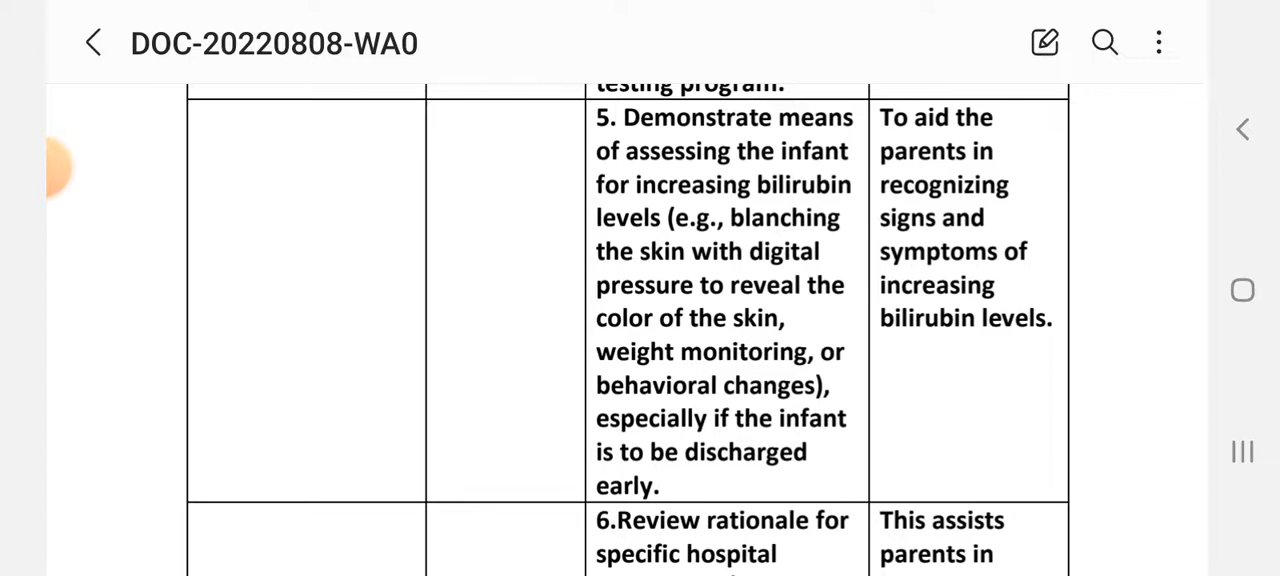 DOC-20220808-WA0
testing program.
5. Demonstrate means
of assessing the infant
for increasing bilirubin
levels (e.g., blanching
the skin with digital
pressure to reveal the
color of the skin,
weight monitoring, or
behavioral changes),
especially if the infant
is to be discharged
early.
To aid the
parents in
recognizing
signs and
symptoms of
increasing
bilirubin levels.
6.Review rationale for
specific hospital
This assists
parents in